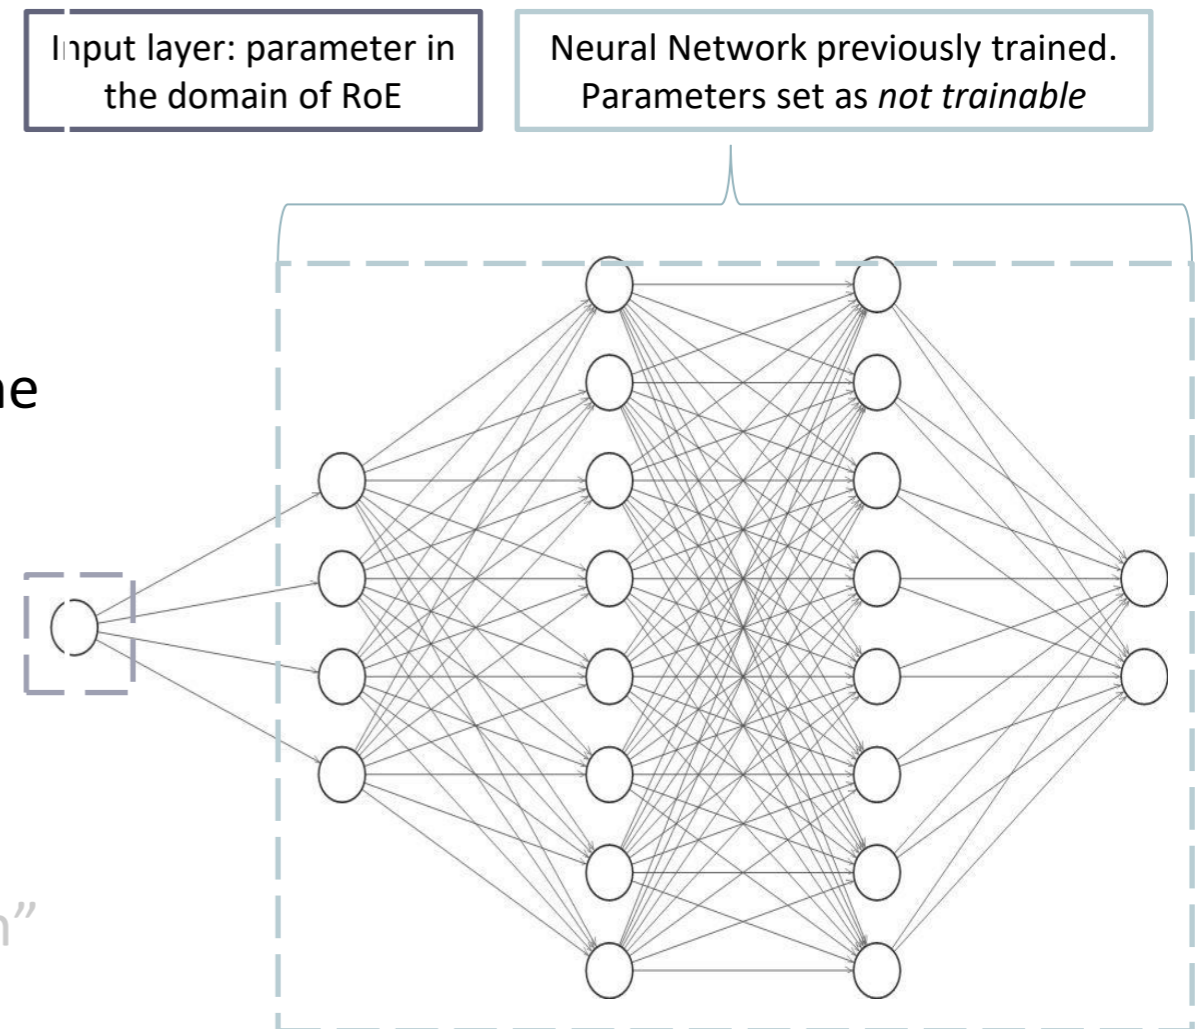 Input layer: parameter in
the domain of RoE
Neural Network previously trained.
Parameters set as not trainable